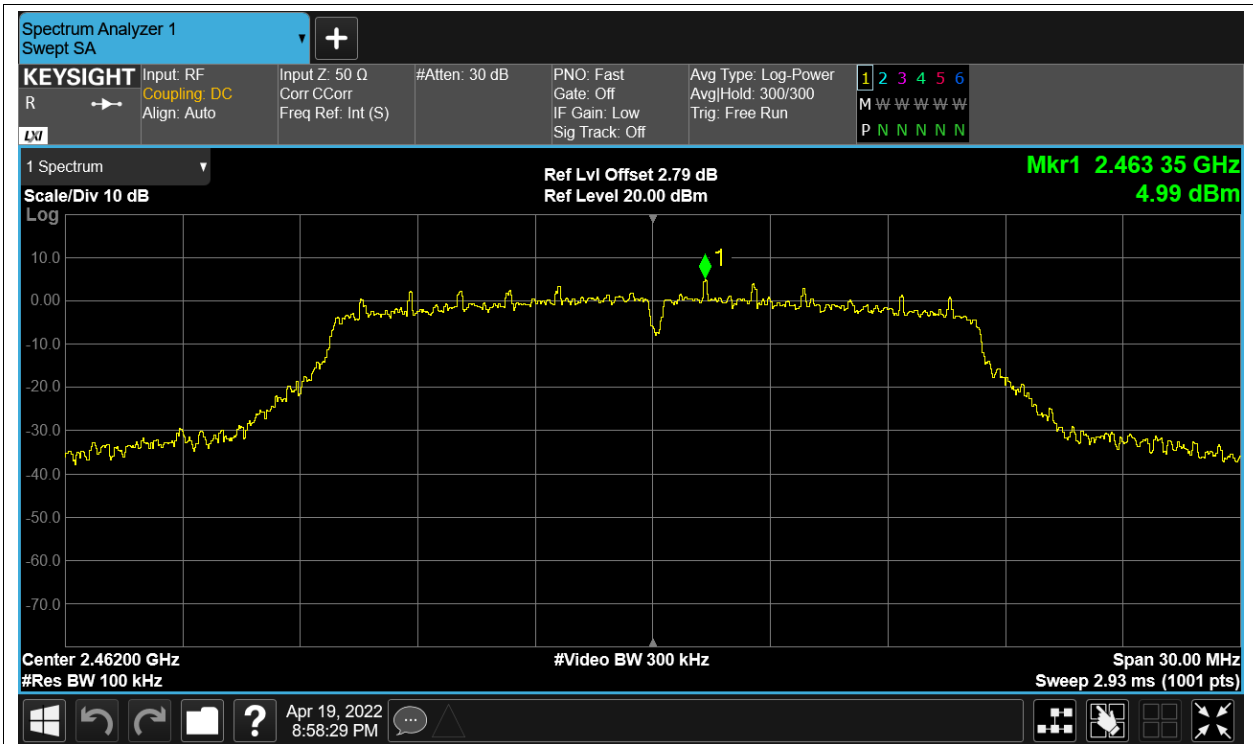 Spectrum Analyzer 1
Swept SA
KEYSIGHT
R
LXI
Input: RF
Coupling: DC
Align: Auto
Input Z: 50 Ω
Corr CCorr
Freq Ref: Int (S)
#Atten: 30 dB
PNO: Fast
Gate: Off
IF Gain: Low
Sig Track: Off
Avg Type: Log-Power
Avg|Hold: 300/300
Trig: Free Run
1 2 3 4 5 6
M W W W W W W
P N N N N N N
1 Spectrum
Scale/Div 10 dB
Ref Lvl Offset 2.79 dB
Ref Level 20.00 dBm
Mkr1 2.463 35 GHz
4.99 dBm
Log
1
10.0
0.00
-10.0
-20.0
-30.0
-40.0
-50.0
-60.0
-70.0
Center 2.46200 GHz
#Video BW 300 kHz
Span 30.00 MHz
#Res BW 100 kHz
Sweep 2.93 ms (1001 pts)
?
Apr 19, 2022
8:58:29 PM